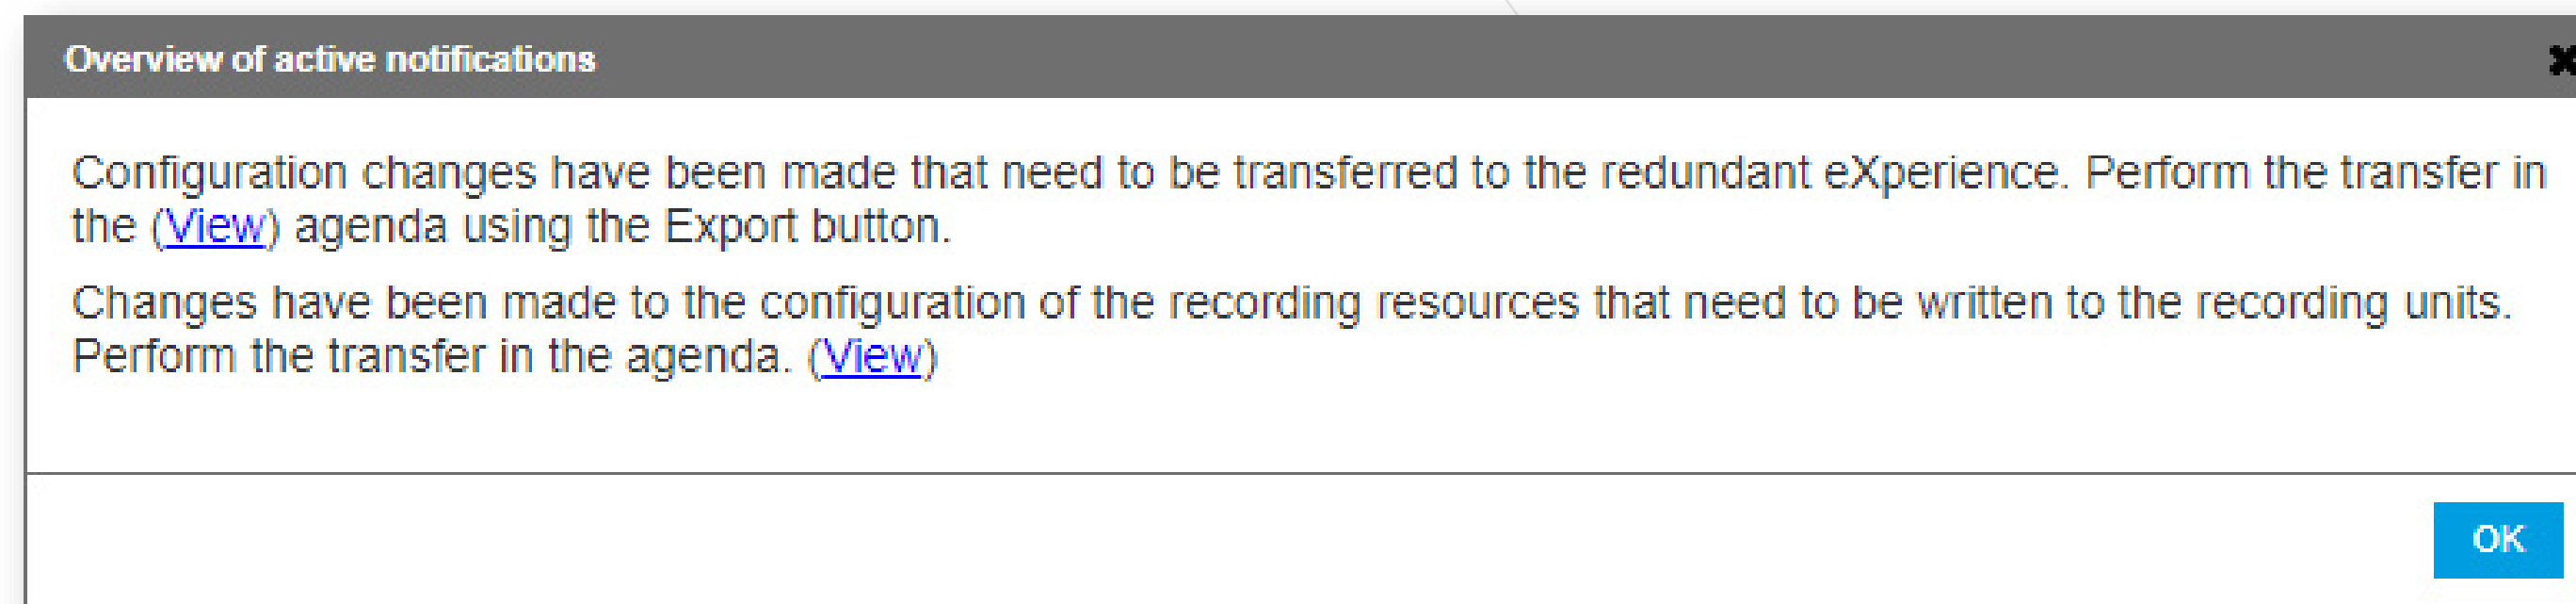 Overview of active notifications
Configuration changes have been made that need to be transferred to the redundant eXperience. Perform the transfer in
the (View) agenda using the Export button.
Changes have been made to the configuration of the recording resources that need to be written to the recording units.
Perform the transfer in the agenda. (View)
OK